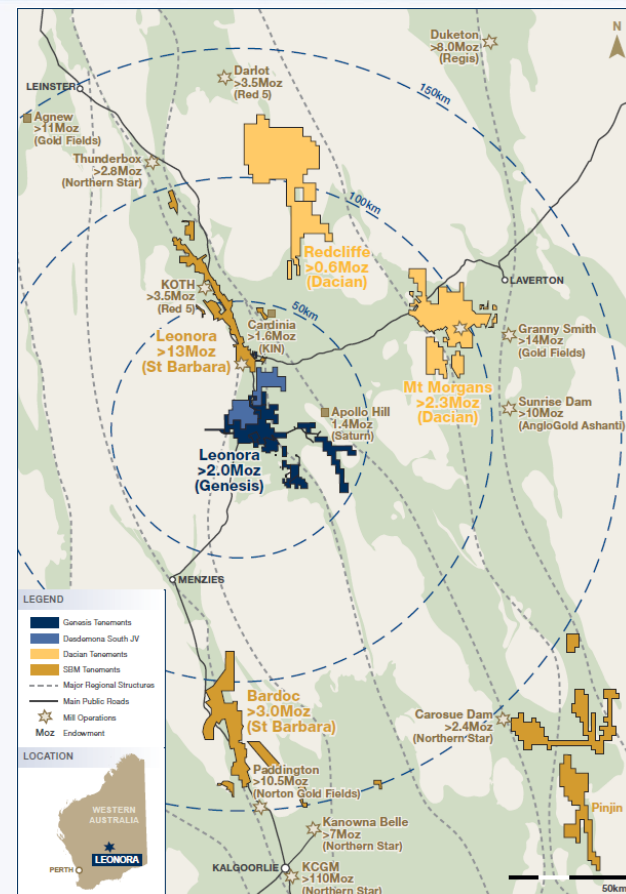 N
Duketon
>8.0Moz
(Regis)
150km
Darlot
>3.5Moz
(Red 5)
LEINSTER
Agnew
>11Moz
(Gold Fields)
Thunderbox
>2.8Moz
(Northern Star)
100km
Redcliffe
>0.6Moz
(Dacian)
LAVERTON
KOTH
>3.5Moz
(Red 5)
50km
Cardinia
>1.6Moz
(KIN)
Granny Smith
>14Moz
(Gold Fields)
Leonora
>13Moz
(St Barbara)
Mt Morgans
>2.3Moz
(Dacian)
Sunrise Dam
>10Moz
(AngloGold Ashanti)
Apollo Hill
1.4Moz
(Saturn)
Leonora
>2.0Moz
(Genesis)
MENZIES
LEGEND
Genesis Tenements
Desdemona South JV
Dacian Tenements
SBM Tenements
Major Regional Structures
Main Public Roads
Mill Operations
Moz Endowment
LOCATION
WESTERN
AUSTRALIA
LEONORA
PERTH
Bardoc
>3.0Moz
(St Barbara)
Carosue Dam
>2.4Moz
(Northern Star)
Paddington
>10.5Moz
(Norton Gold Fields)
Pinjin
Kanowna Belle
>7Moz
(Northern Star)
KALGOORLIE
KCGM
>110Moz
(Northern Star)
50km